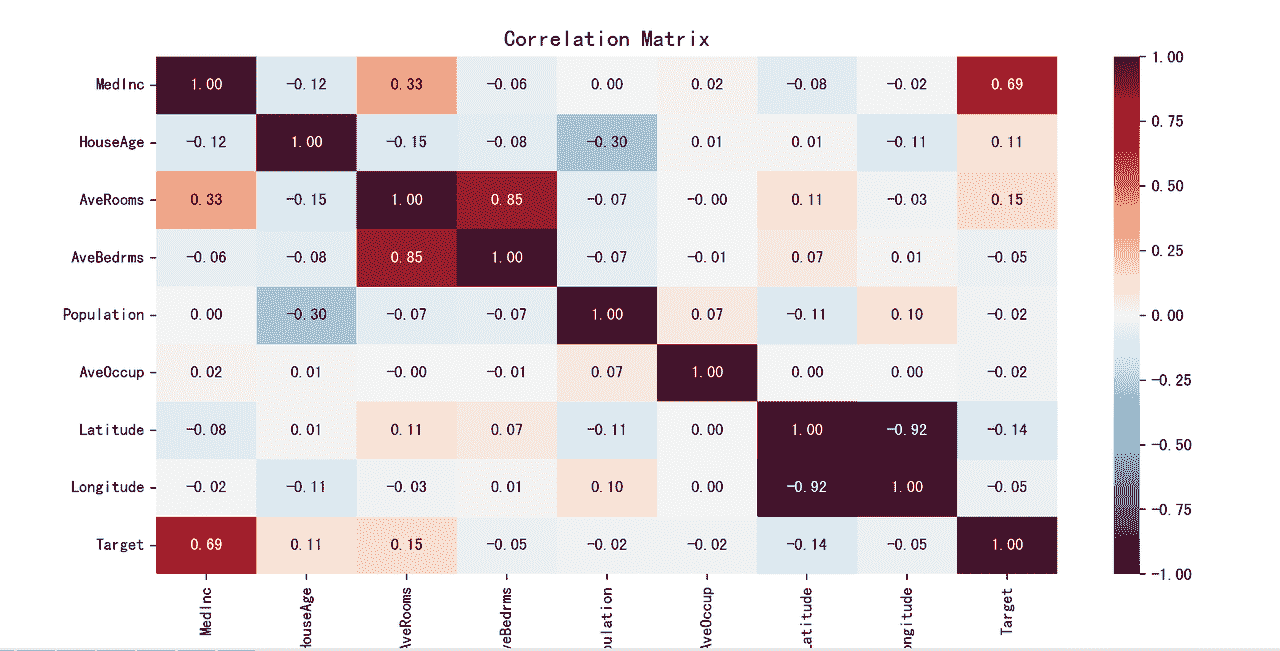 Correlation Matrix
MedInc 1.00 -0.12 0.33 -0.06 0.00 0.02 -0.08 -0.02 0.69
HouseAge -0.12 1.00 -0.15 -0.08 -0.30 0.01 0.01 -0.11 0.11
AveRooms 0.33 -0.15 1.00 0.85 -0.07 -0.00 0.11 -0.03 0.15
AveBedrms -0.06 -0.08 0.85 1.00 -0.07 -0.01 0.07 0.01 -0.05
Population 0.00 -0.30 -0.07 -0.07 1.00 0.07 -0.11 0.10 -0.02
AveOccup 0.02 0.01 -0.00 -0.01 0.07 1.00 0.00 0.00 -0.02
Latitude -0.08 0.01 0.11 0.07 -0.11 0.00 1.00 -0.92 -0.14
Longitude -0.02 -0.11 -0.03 0.01 0.10 0.00 -0.92 1.00 -0.05
Target 0.69 0.11 0.15 -0.05 -0.02 -0.02 -0.14 -0.05 1.00
MedInc
HouseAge
AveRooms
veBedrms
ulation
AveOccup
atitude
ongitude
Target
1.00
0.75
0.50
0.25
0.00
-0.25
-0.50
-0.75
-1.00